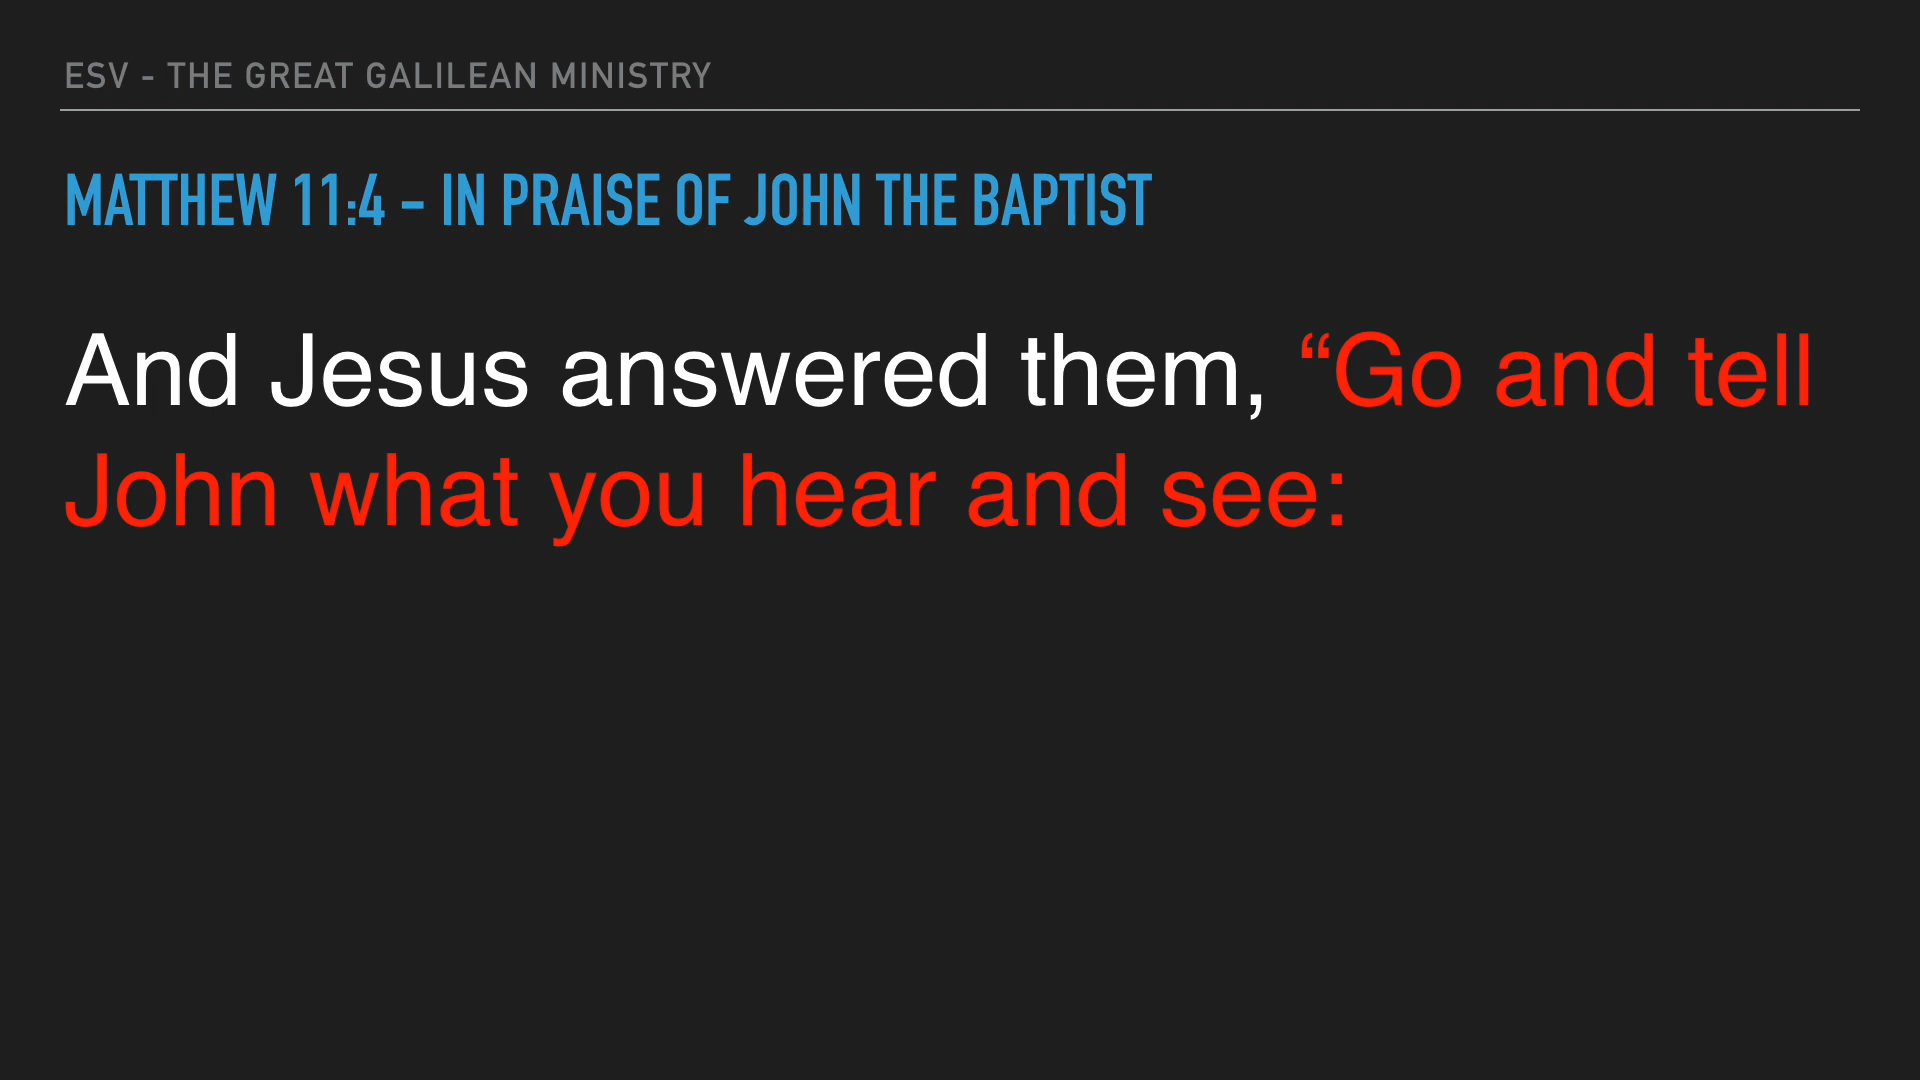 ESV - THE GREAT GALILEAN MINISTRY
MATTHEW 11:4 - IN PRAISE OF JOHN THE BAPTIST
And Jesus answered them, “Go and tell
John what you hear and see: